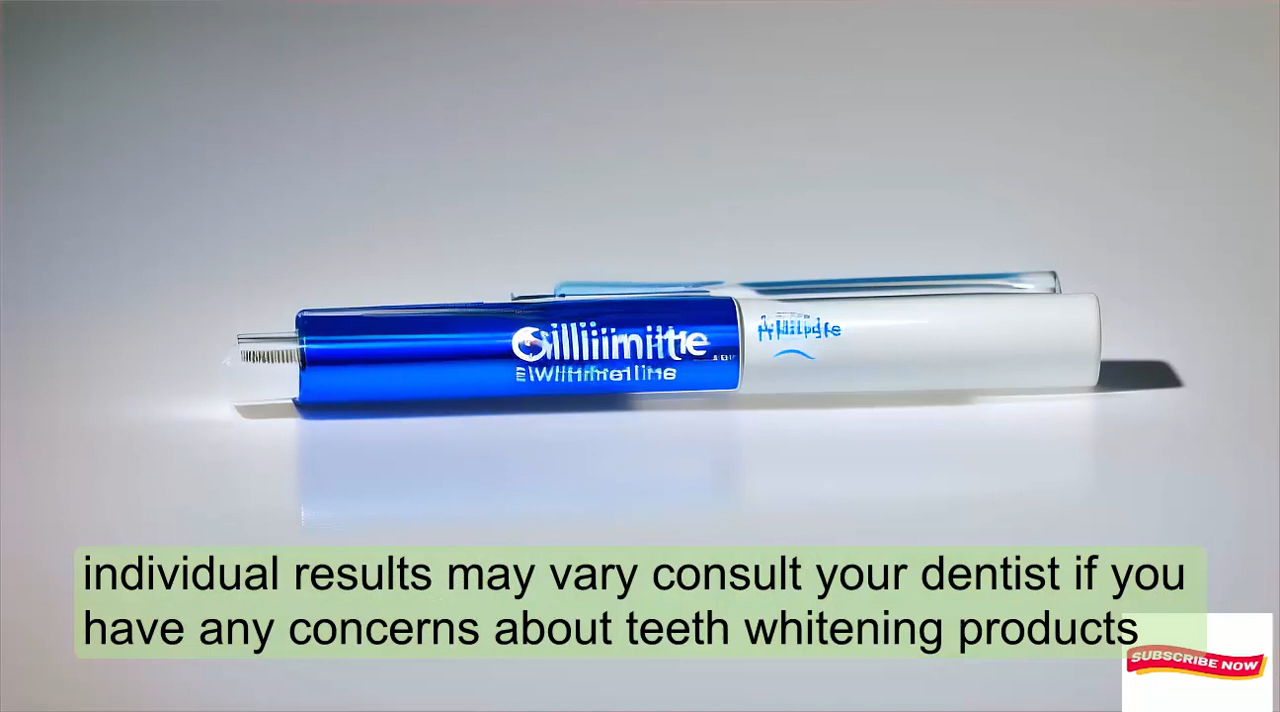 individual results may vary consult your dentist if you
have any concerns about teeth whitening products
SUBSCRIBE NOW